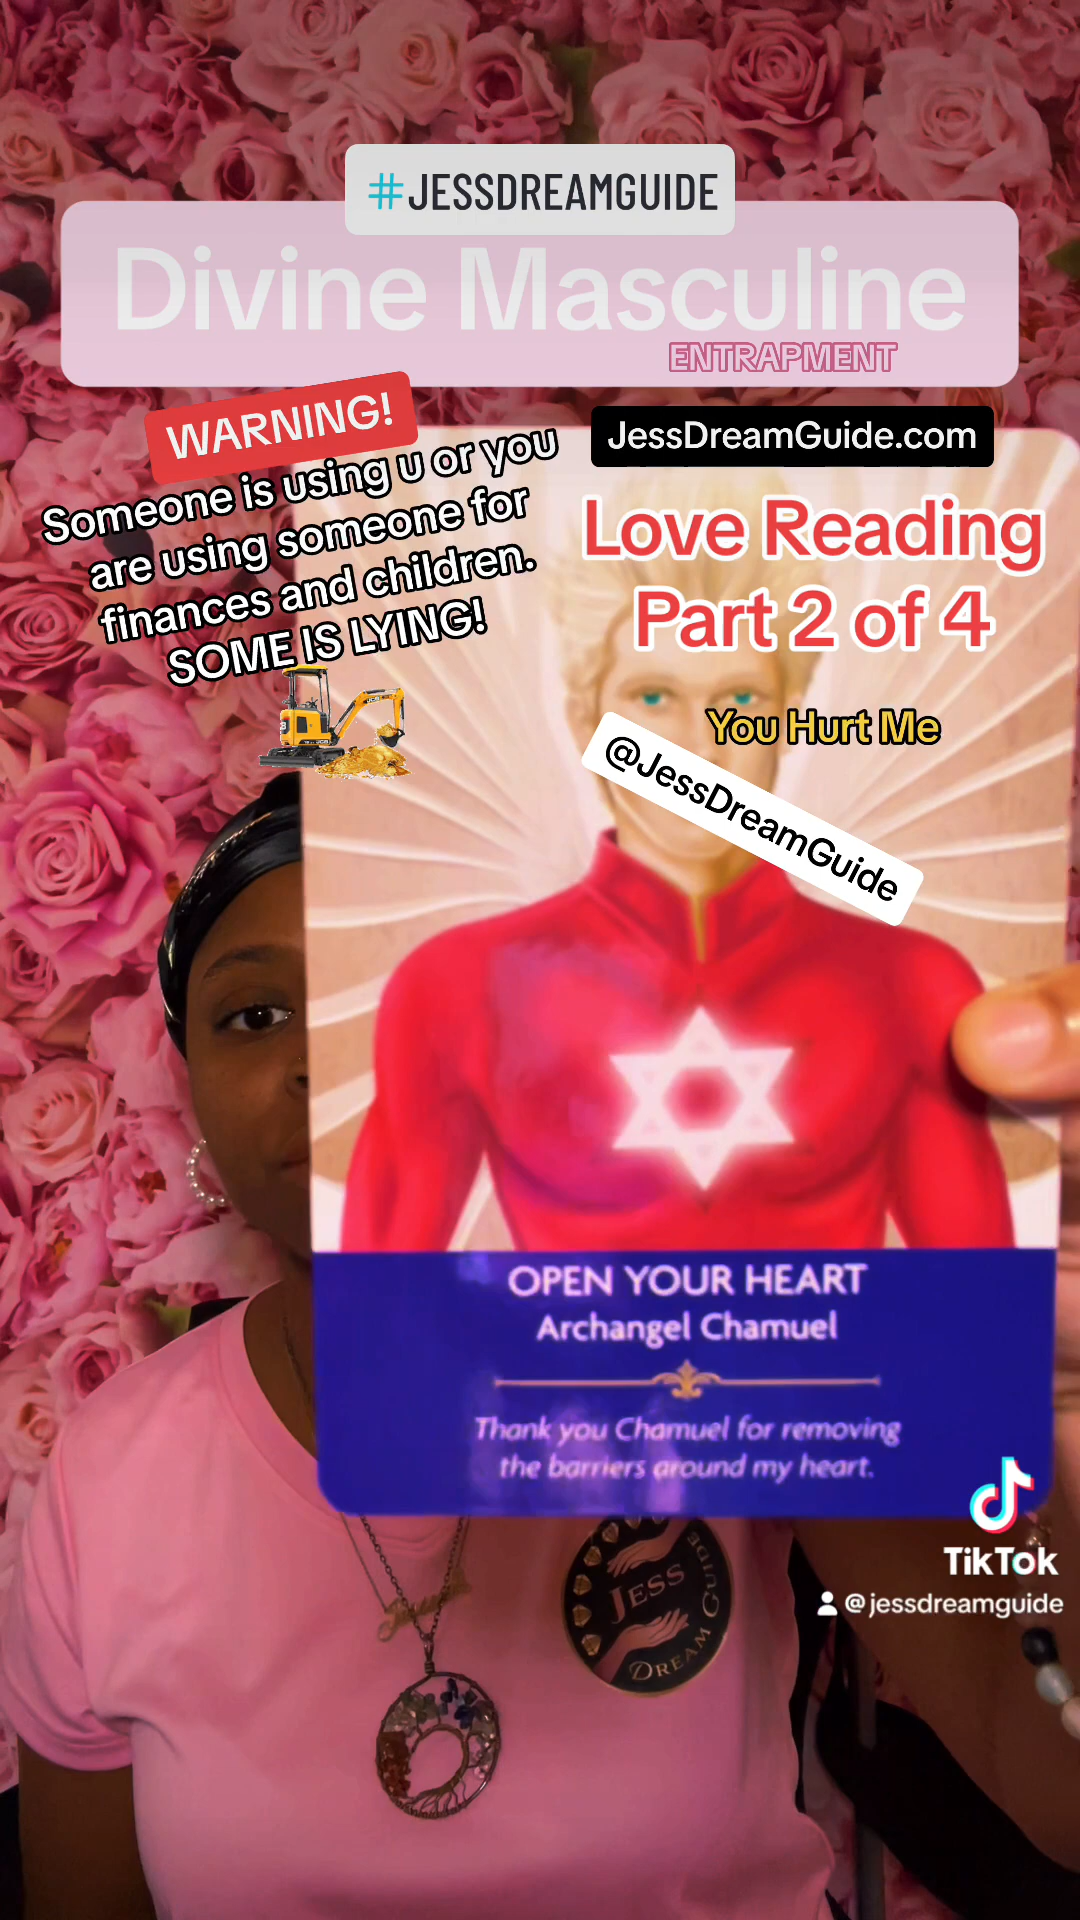 #JESSDREAMGUIDE
Divine Masculine
ENTRAPMENT
WARNING!
Someone is using u or you
are using someone for
finances and children.
SOME IS LYING!
JessDreamGuide.com
Love Reading
Part 2 of 4
You Hurt Me
@JessDreamGuide
OPEN YOUR HEART
Archangel Chamuel
Thank you Chamuel for removing
the barriers around my heart.
TikTok
@jessdreamguide
JESS
DREAM GUIDE